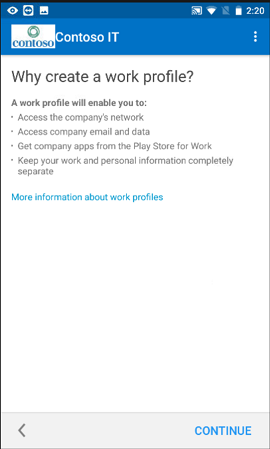 2:20
contoso
Contoso IT
Why create a work profile?
A work profile will enable you to:
• Access the company's network
• Access company email and data
• Get company apps from the Play Store for Work
• Keep your work and personal information completely
separate
More information about work profiles
CONTINUE